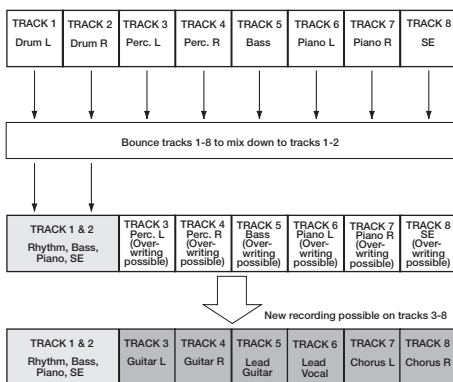 TRACK 1 TRACK 2 TRACK 3 TRACK 4 TRACK 5 TRACK 6 TRACK 7 TRACK 8
Drum L Drum R Perc. L Perc. R Bass Piano L Piano R SE
Bounce tracks 1-8 to mix down to tracks 1-2
TRACK 1 & 2
Rhythm, Bass,
Piano, SE
TRACK 3
Perc. L
(Over-
writing
possible)
TRACK 4
Perc. R
(Over-
writing
possible)
TRACK 5
Bass
(Over-
writing
possible)
TRACK 6
Piano L
(Over-
writing
possible)
TRACK 7
Piano R
(Over-
writing
possible)
TRACK 8
SE
(Over-
writing
possible)
New recording possible on tracks 3-8
TRACK 1 & 2
Rhythm, Bass,
Piano, SE
TRACK 3
Guitar L
TRACK 4
Guitar R
TRACK 5
Lead
Guitar
TRACK 6
Lead
Vocal
TRACK 7
Chorus L
TRACK 8
Chorus R